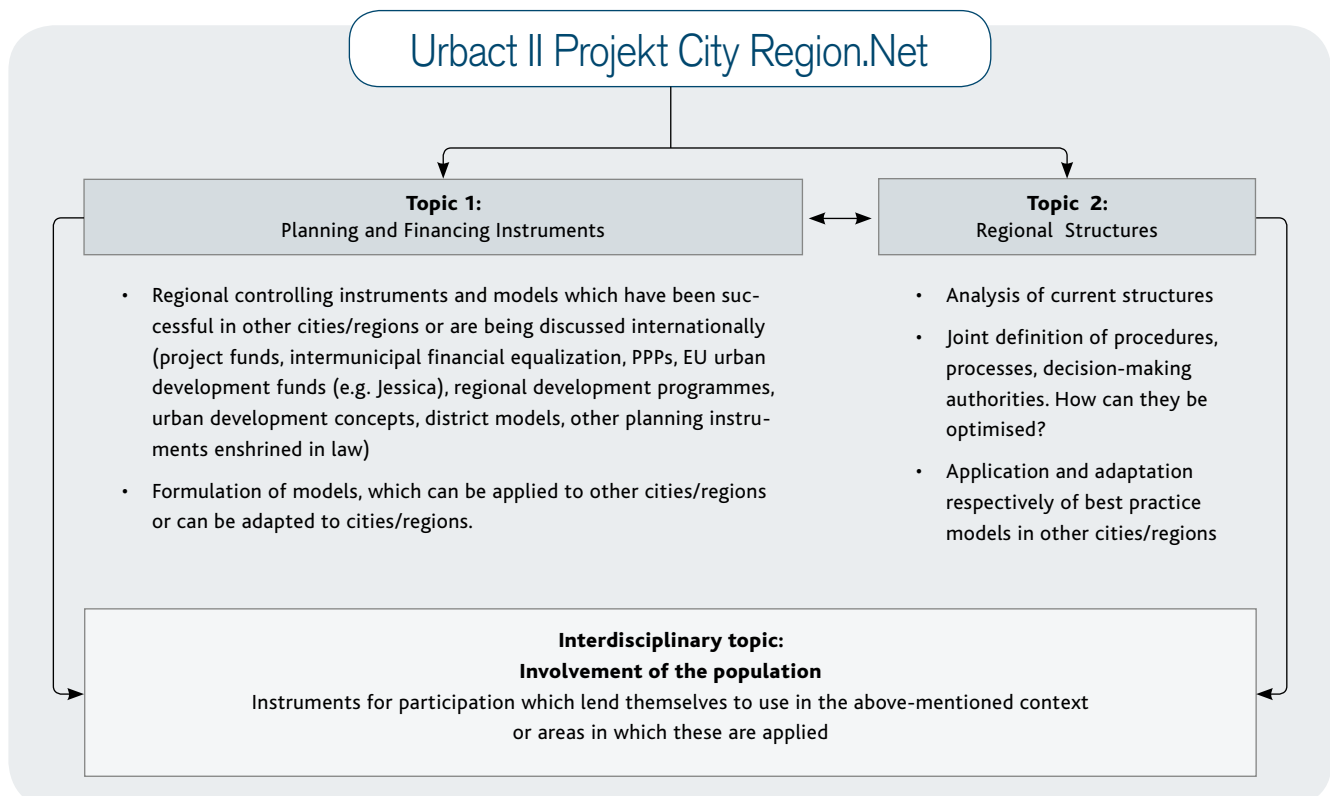 Urbact II Projekt City Region.Net
Topic 1:
Planning and Financing Instruments
• Regional controlling instruments and models which have been suc-
cessful in other cities/regions or are being discussed internationally
(project funds, intermunicipal financial equalization, PPPs, EU urban
development funds (e.g. Jessica), regional development programmes,
urban development concepts, district models, other planning instru-
ments enshrined in law)
• Formulation of models, which can be applied to other cities/regions
or can be adapted to cities/regions.
Topic 2:
Regional Structures
• Analysis of current structures
• Joint definition of procedures,
processes, decision-making
authorities. How can they be
optimised?
• Application and adaptation
respectively of best practice
models in other cities/regions
Interdisciplinary topic:
Involvement of the population
Instruments for participation which lend themselves to use in the above-mentioned context
or areas in which these are applied